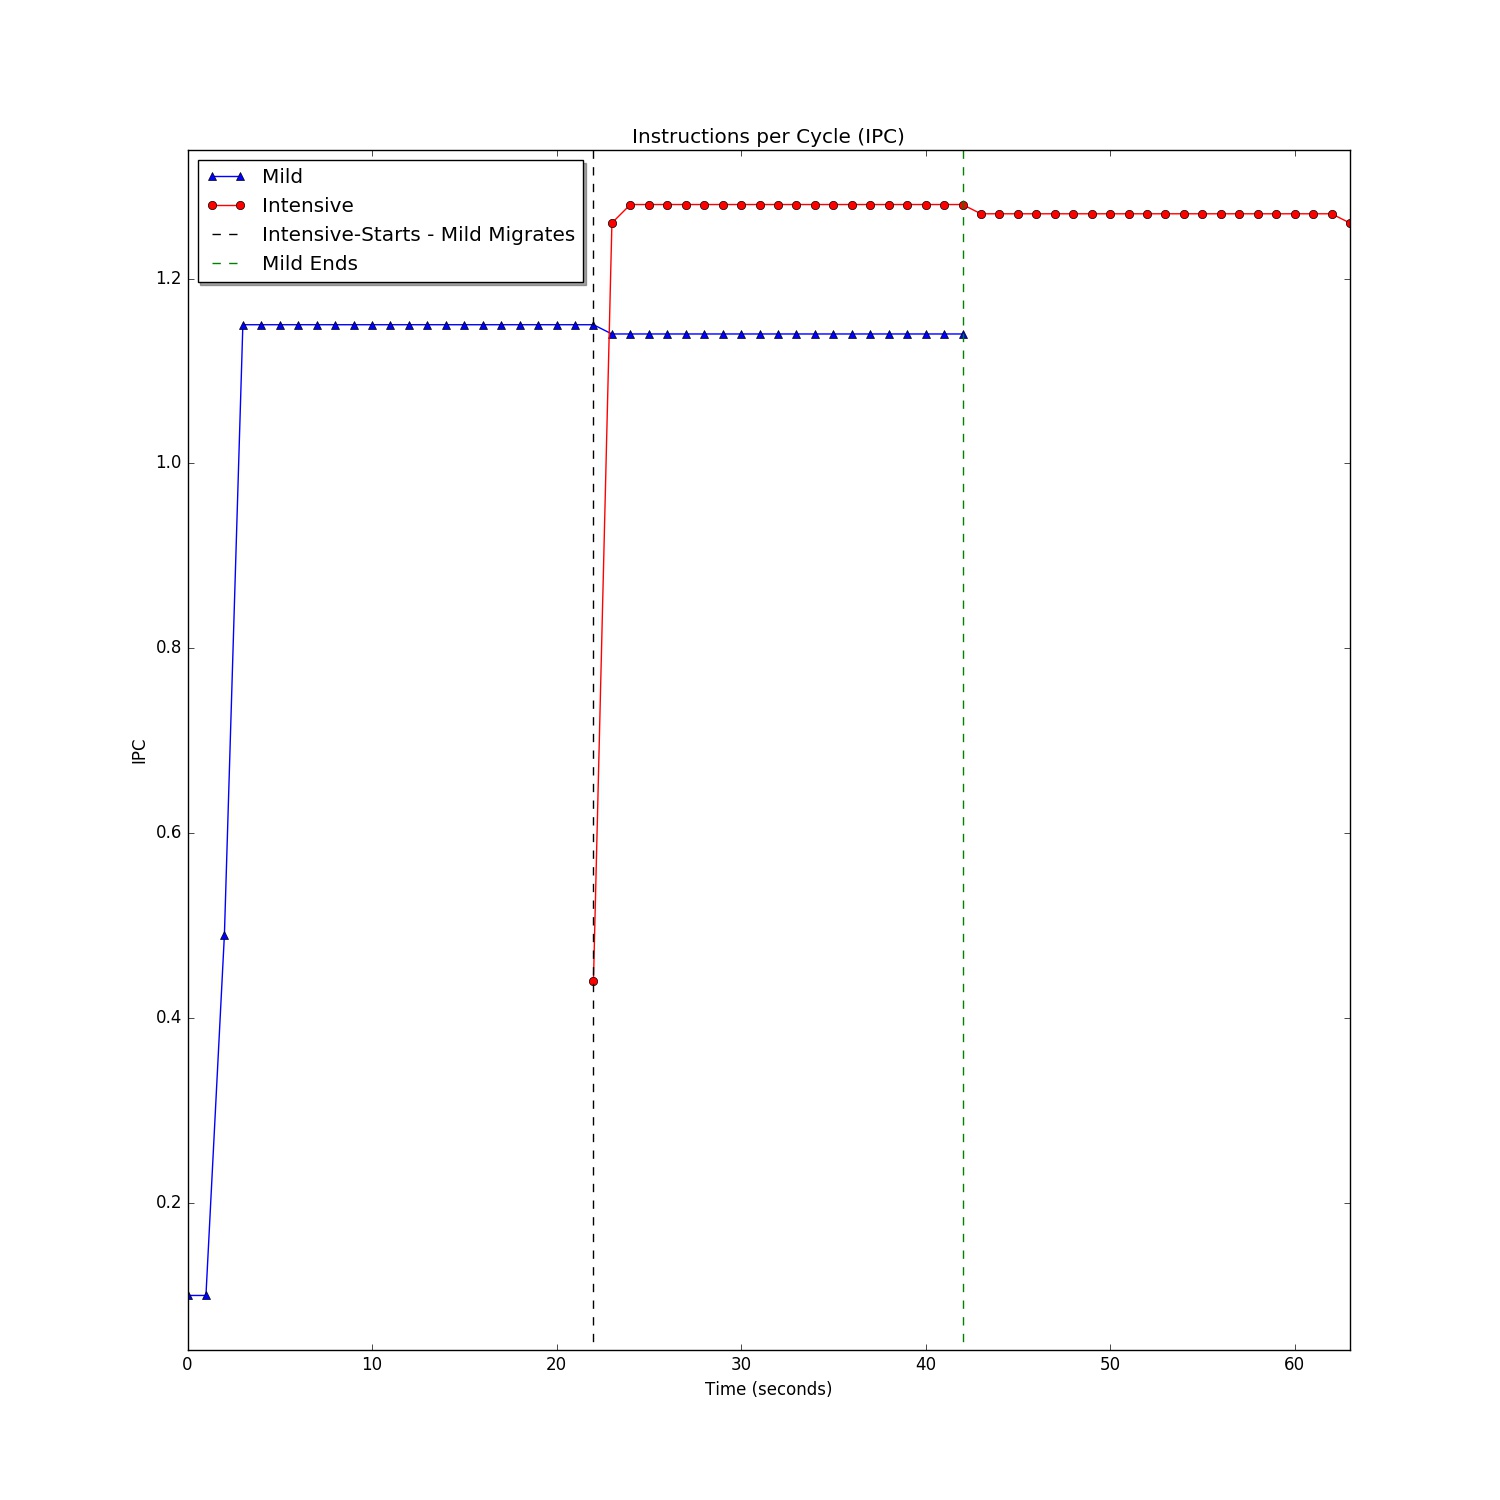 Instructions per Cycle (IPC)
Mild
Intensive
Intensive-Starts - Mild Migrates
Mild Ends
1.2
1.0
0.8
0.6
0.4
0.2
IPC
0 10 20 30 40 50 60
Time (seconds)